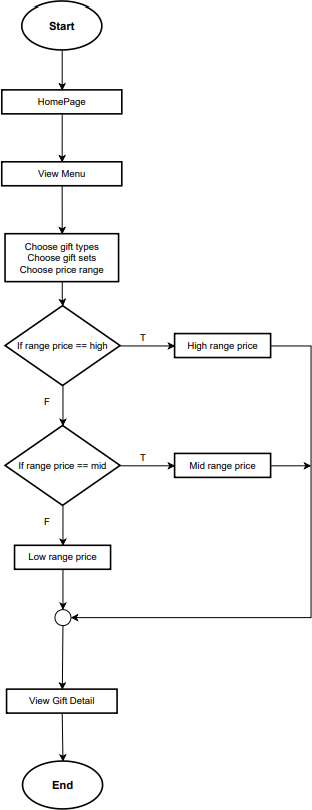 Start
HomePage
View Menu
Choose gift types
Choose gift sets
Choose price range
If range price == high
T
High range price
F
If range price == mid
T
Mid range price
F
Low range price
View Gift Detail
End